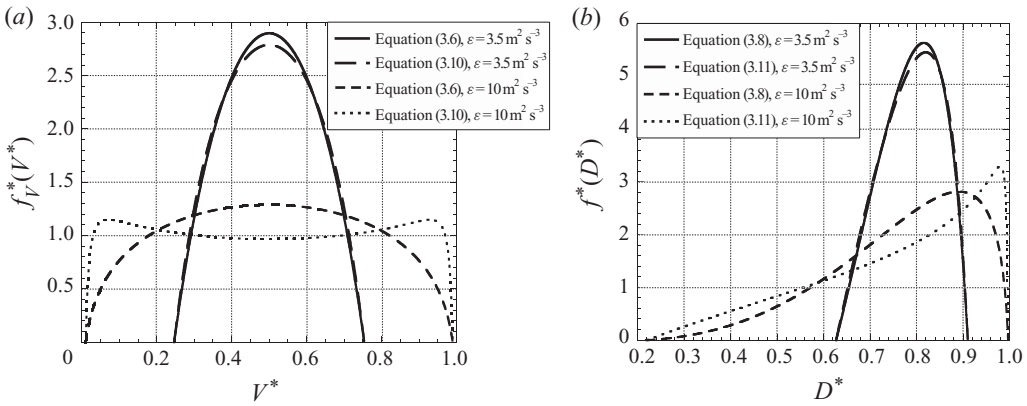 (a)
3.0
2.5
2.0
1.5
1.0
0.5
0
0.2
0.4
0.6
0.8
1.0
f*V(V*)
V*
Equation (3.6), ε = 3.5 m² s⁻³
Equation (3.10), ε = 3.5 m² s⁻³
Equation (3.6), ε = 10 m² s⁻³
Equation (3.10), ε = 10 m² s⁻³
(b)
6
5
4
3
2
1
0
0.2
0.3
0.4
0.5
0.6
0.7
0.8
0.9
1.0
f*(D*)
D*
Equation (3.8), ε = 3.5 m² s⁻³
Equation (3.11), ε = 3.5 m² s⁻³
Equation (3.8), ε = 10 m² s⁻³
Equation (3.11), ε = 10 m² s⁻³